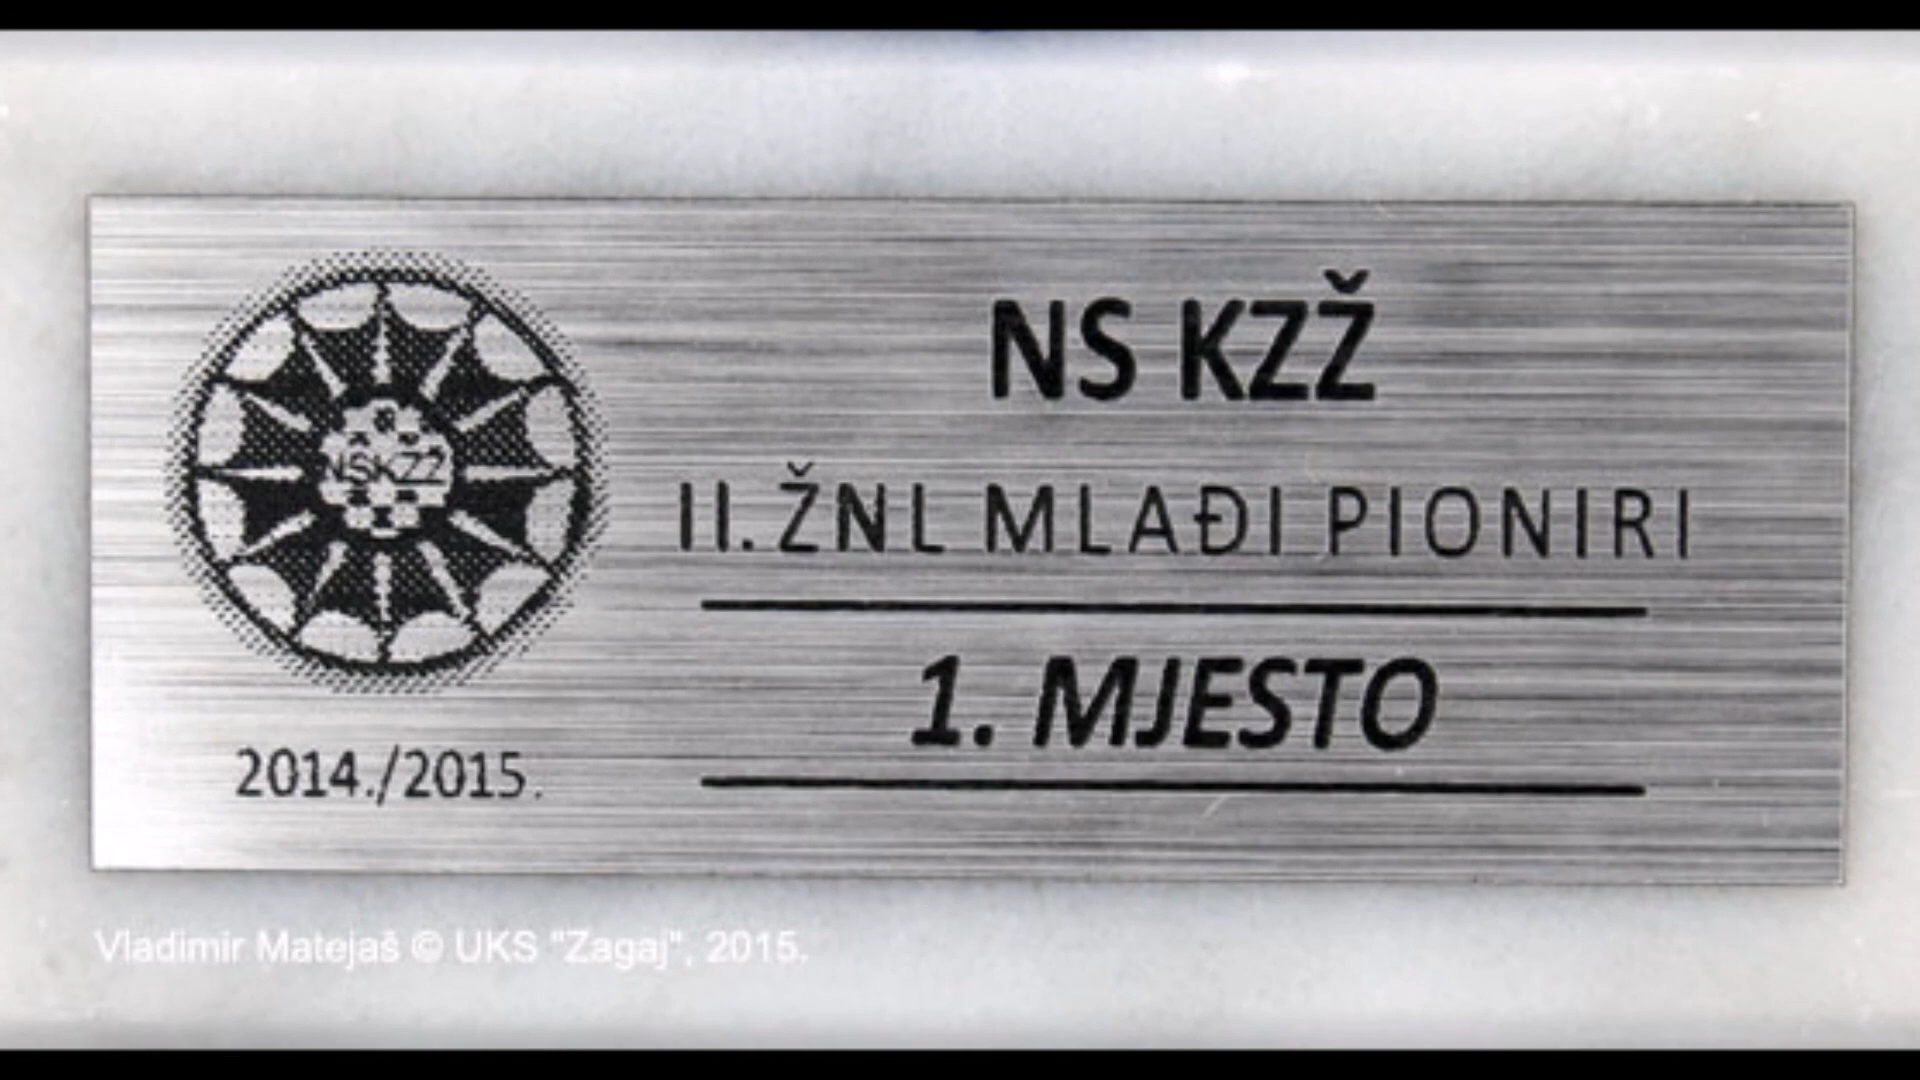 NS KZŽ
II. ŽNL MLAĐI PIONIRI
1. MJESTO
NSKZŽ
2014./2015.
Vladimir Matejaš © UKS "Zagaj", 2015.